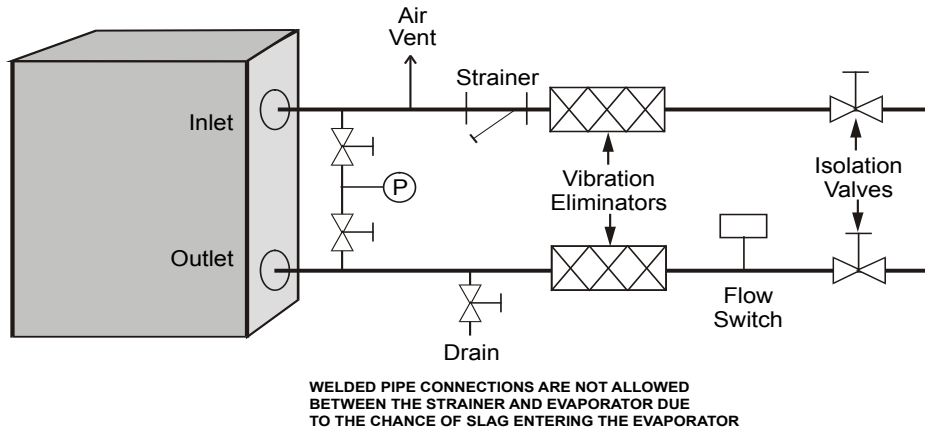 Air
Vent
Strainer
Inlet
P
Vibration
Eliminators
Isolation
Valves
Outlet
Flow
Switch
Drain
WELDED PIPE CONNECTIONS ARE NOT ALLOWED
BETWEEN THE STRAINER AND EVAPORATOR DUE
TO THE CHANCE OF SLAG ENTERING THE EVAPORATOR